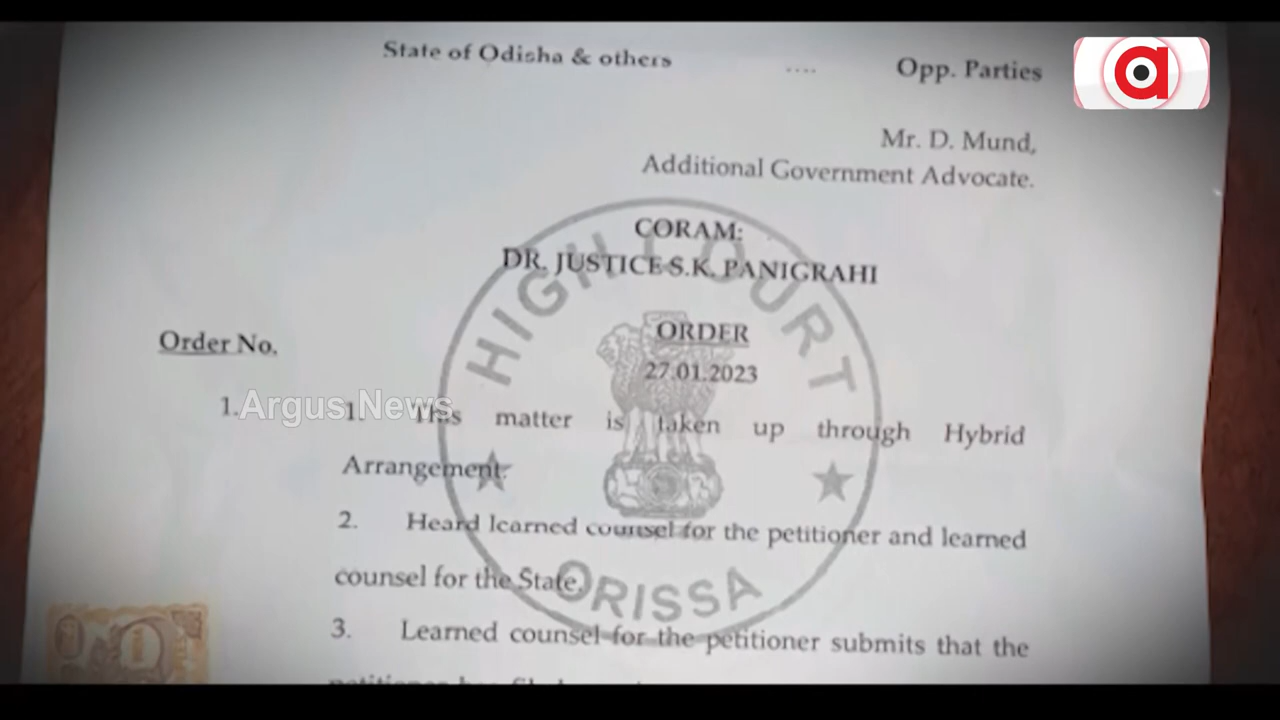 State of Odisha & others .... Opp. Parties
Mr. D. Mund,
Additional Government Advocate.
CORAM:
DR. JUSTICE S.K. PANIGRAHI
ORDER
Order No.
27.01.2023
1. 1. This matter is taken up through Hybrid
Arrangement.
2. Heard learned counsel for the petitioner and learned
counsel for the State.
3. Learned counsel for the petitioner submits that the
HIGH COURT
ORISSA
Argus News
a